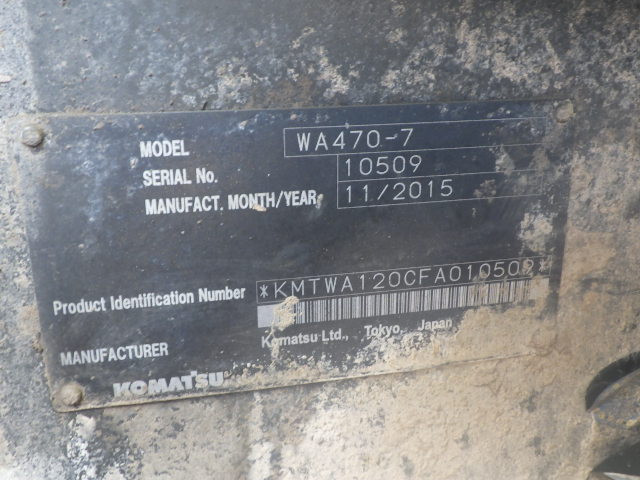 MODEL WA470-7
SERIAL No. 10509
MANUFACT. MONTH/YEAR 11/2015
Product Identification Number *KMTWA120CFA010509*
MANUFACTURER Komatsu Ltd., Tokyo, Japan
KOMATSU